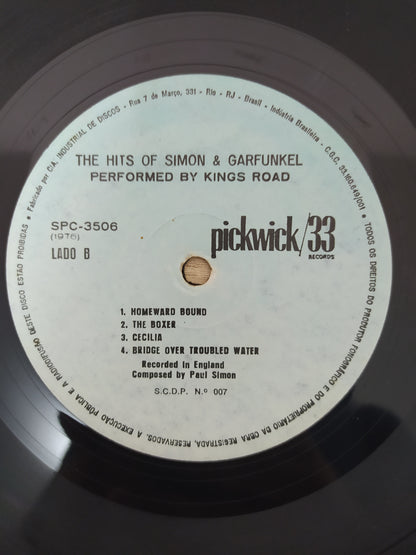 Fabricado por CIA. INDUSTRIAL DE DISCOS - Rua 7 de Março, 331 - Rio - RJ - Brasil - Indústria Brasileira - C.G.C. 33.160.649/001 • TODOS OS DIREITOS DO PRODUTOR FONOGRÁFICO E DO PROPRIETÁRIO DA OBRA REGISTRADA, RESERVADOS. A EXECUÇÃO PÚBLICA E A RADIODIFUSÃO DESTE DISCO ESTÃO PROIBIDAS •
THE HITS OF SIMON & GARFUNKEL
PERFORMED BY KINGS ROAD
SPC-3506
(1976)
LADO B
pickwick/33
RECORDS
1. HOMEWARD BOUND
2. THE BOXER
3. CECILIA
4. BRIDGE OVER TROUBLED WATER
Recorded in England
Composed by Paul Simon
S.C.D.P. N.º 007